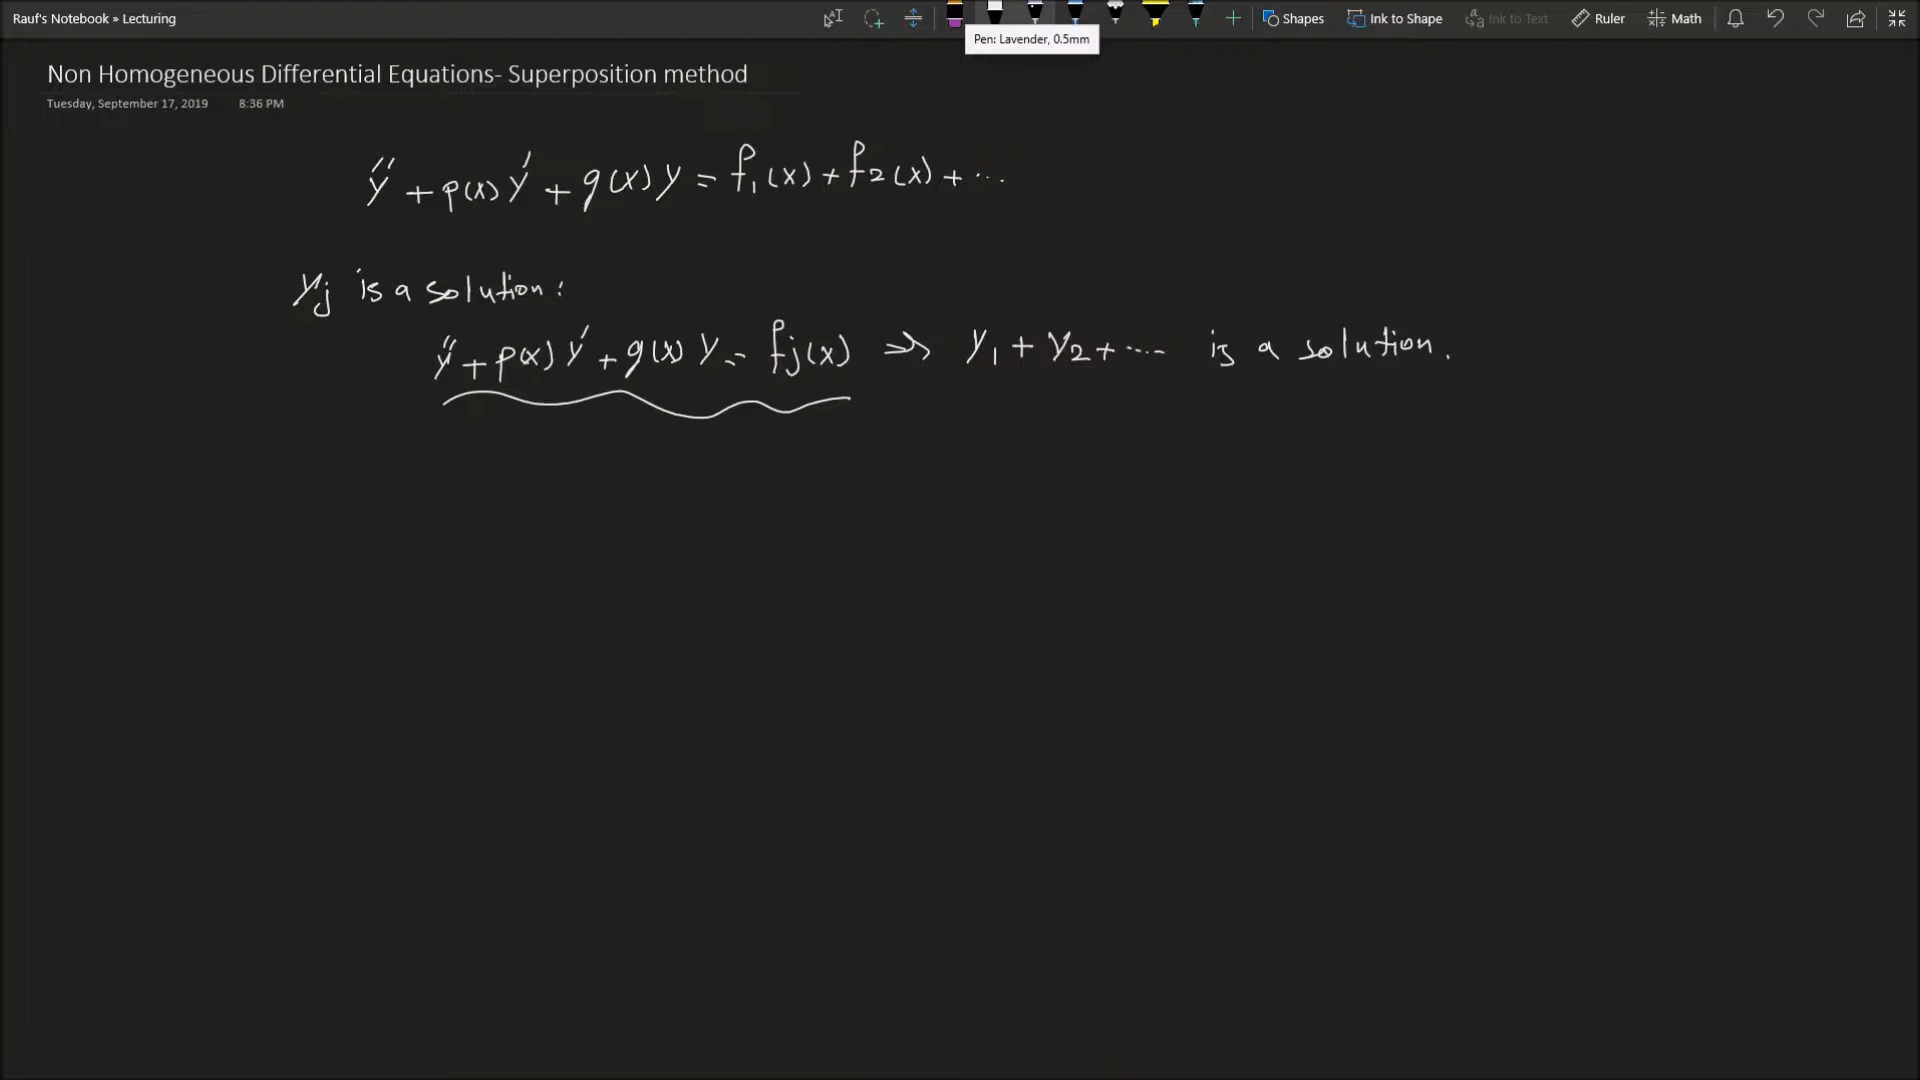 Rauf's Notebook » Lecturing
Shapes Ink to Shape Ink to Text Ruler Math
Pen: Lavender, 0.5mm
Non Homogeneous Differential Equations- Superposition method
Tuesday, September 17, 2019 8:36 PM
y'' + p(x) y' + q(x) y = f₁(x) + f₂(x) + ...
yj is a solution:
y'' + p(x) y' + q(x) y = fj(x) ⇒ y₁ + y₂ + .... is a solution.